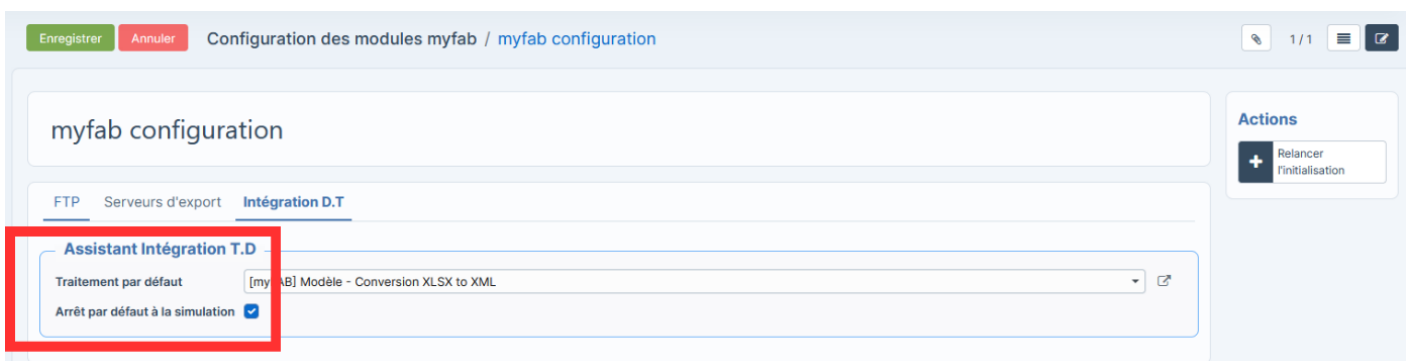 Enregistrer Annuler Configuration des modules myfab / myfab configuration 1 / 1
myfab configuration
Actions
Relancer
l'initialisation
FTP Serveurs d'export Intégration D.T
Assistant Intégration T.D
Traitement par défaut [my AB] Modèle - Conversion XLSX to XML
Arrêt par défaut à la simulation